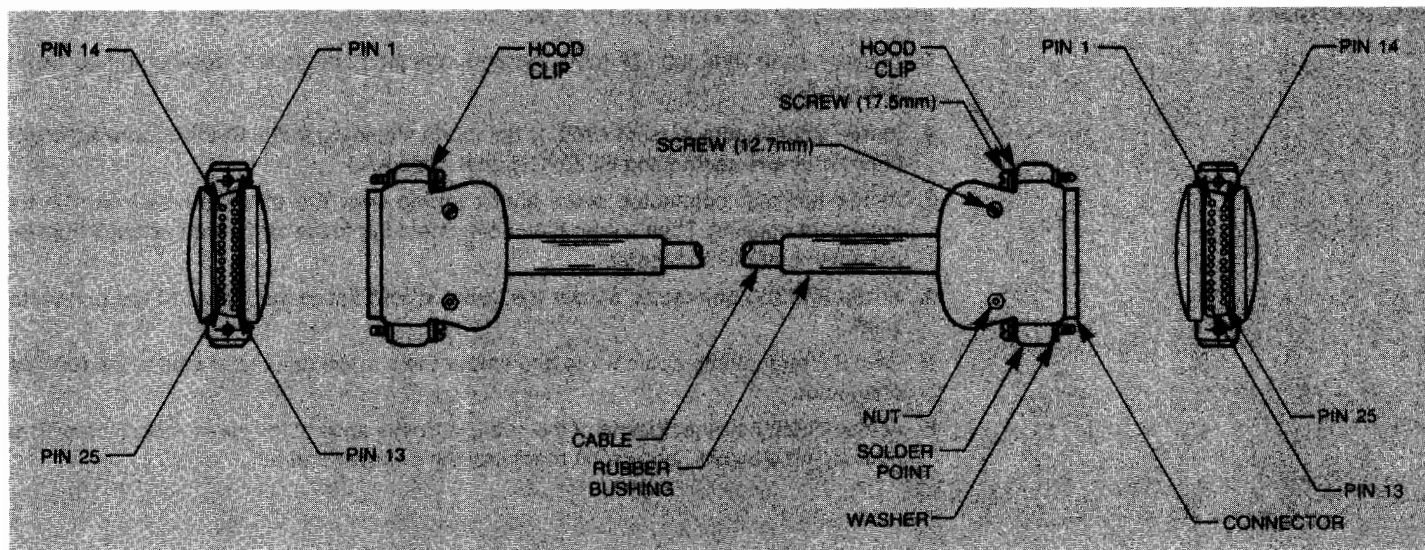 PIN 14
PIN 1
HOOD
CLIP
HOOD
CLIP
PIN 1
PIN 14
SCREW (17.5mm)
SCREW (12.7mm)
NUT
PIN 25
CABLE
SOLDER
POINT
PIN 25
PIN 13
RUBBER
BUSHING
PIN 13
WASHER
CONNECTOR